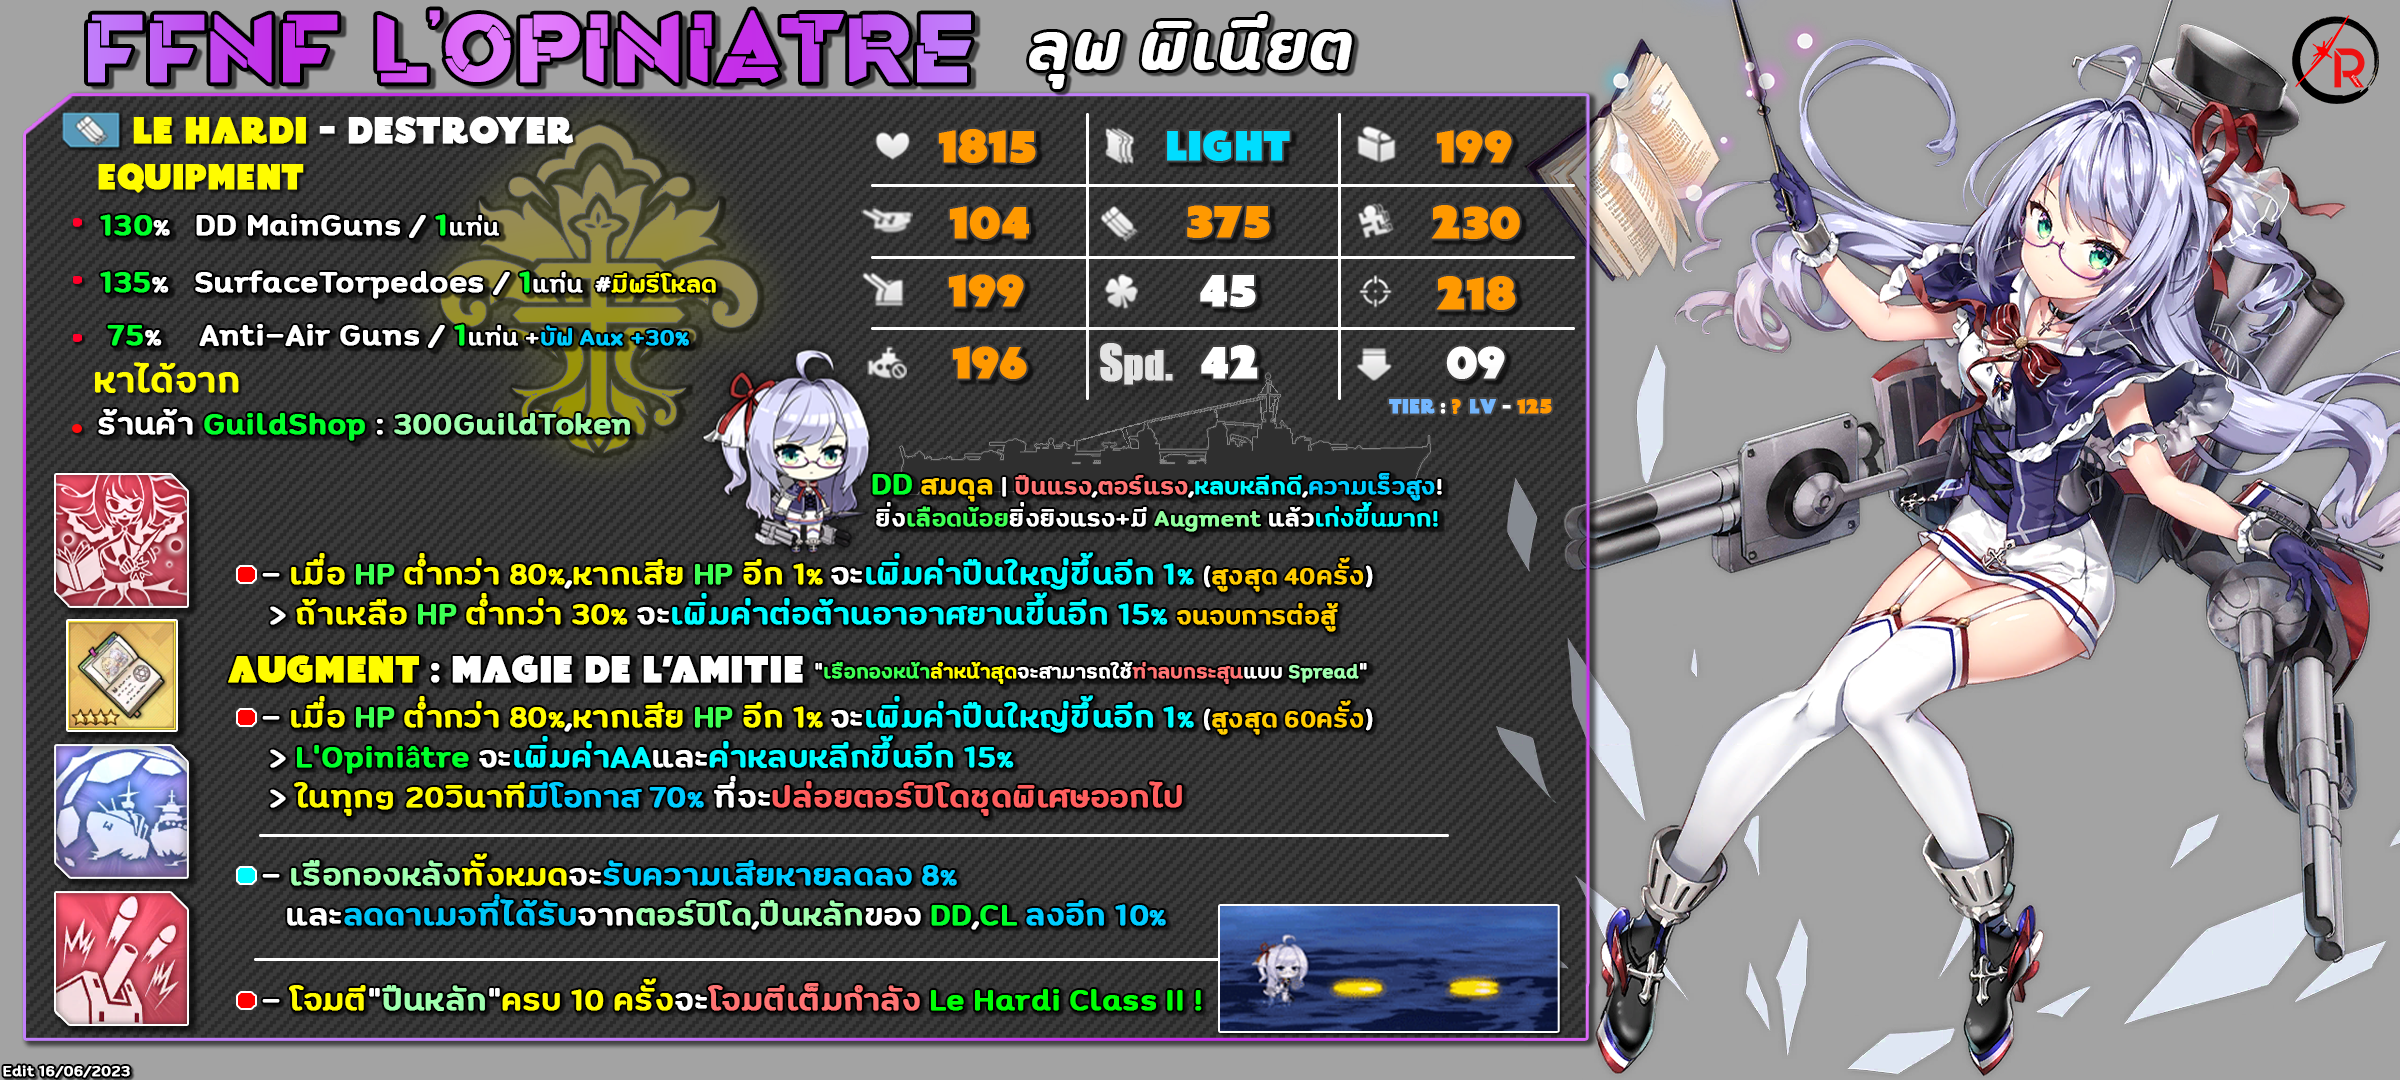 FFNF L'OPINIATRE ลุพ พิเนียต
R
LE HARDI - DESTROYER
EQUIPMENT
130% DD MainGuns / 1แท่น
135% SurfaceTorpedoes / 1แท่น #มีพรีโหลด
75% Anti-Air Guns / 1แท่น +บัฟ Aux +30%
หาได้จาก
ร้านค้า GuildShop : 300GuildToken
1815 LIGHT 199
104 375 230
199 45 218
196 Spd. 42 09
TIER : ? LV - 125
DD สมดุล | ปืนแรง,ตอร์แรง,หลบหลีกดี,ความเร็วสูง!
ยิ่งเลือดน้อยยิ่งยิงแรง+มี Augment แล้วเก่งขึ้นมาก!
– เมื่อ HP ต่ำกว่า 80%,หากเสีย HP อีก 1% จะเพิ่มค่าปืนใหญ่ขึ้นอีก 1% (สูงสุด 40ครั้ง)
> ถ้าเหลือ HP ต่ำกว่า 30% จะเพิ่มค่าต่อต้านอาอาศยานขึ้นอีก 15% จนจบการต่อสู้
AUGMENT : MAGIE DE L'AMITIE "เรือกองหน้าลำหน้าสุดจะสามารถใช้ท่าลบกระสุนแบบ Spread"
– เมื่อ HP ต่ำกว่า 80%,หากเสีย HP อีก 1% จะเพิ่มค่าปืนใหญ่ขึ้นอีก 1% (สูงสุด 60ครั้ง)
> L'Opiniâtre จะเพิ่มค่าAAและค่าหลบหลีกขึ้นอีก 15%
> ในทุกๆ 20วินาทีมีโอกาส 70% ที่จะปล่อยตอร์ปิโดชุดพิเศษออกไป
– เรือกองหลังทั้งหมดจะรับความเสียหายลดลง 8%
และลดดาเมจที่ได้รับจากตอร์ปิโด,ปืนหลักของ DD,CL ลงอีก 10%
– โจมตี"ปืนหลัก"ครบ 10 ครั้งจะโจมตีเต็มกำลัง Le Hardi Class II !
Edit 16/06/2023